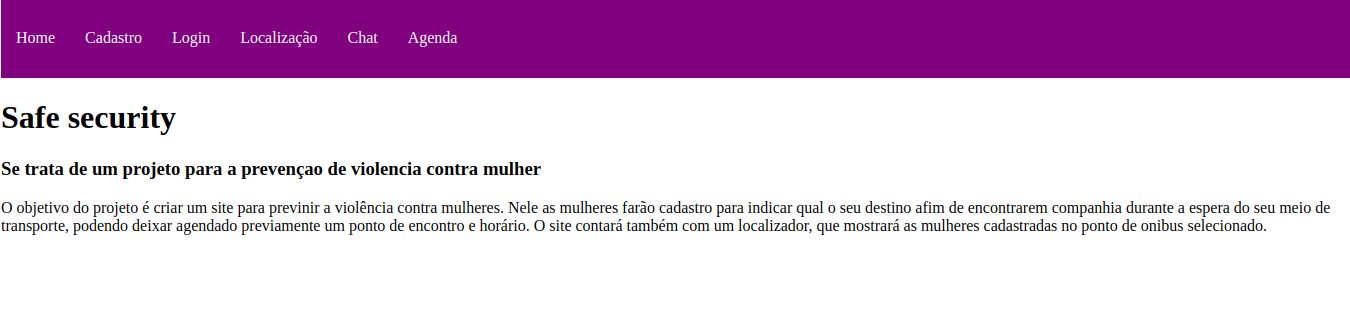 Home Cadastro Login Localização Chat Agenda
Safe security
Se trata de um projeto para a prevençao de violencia contra mulher
O objetivo do projeto é criar um site para previnir a violência contra mulheres. Nele as mulheres farão cadastro para indicar qual o seu destino afim de encontrarem companhia durante a espera do seu meio de
transporte, podendo deixar agendado previamente um ponto de encontro e horário. O site contará também com um localizador, que mostrará as mulheres cadastradas no ponto de onibus selecionado.